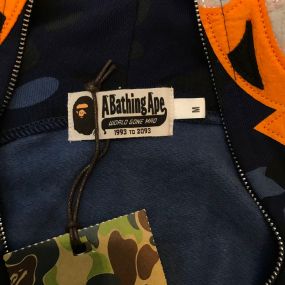 A Bathing Ape
WORLD GONE MAD
1993 TO 2093
M